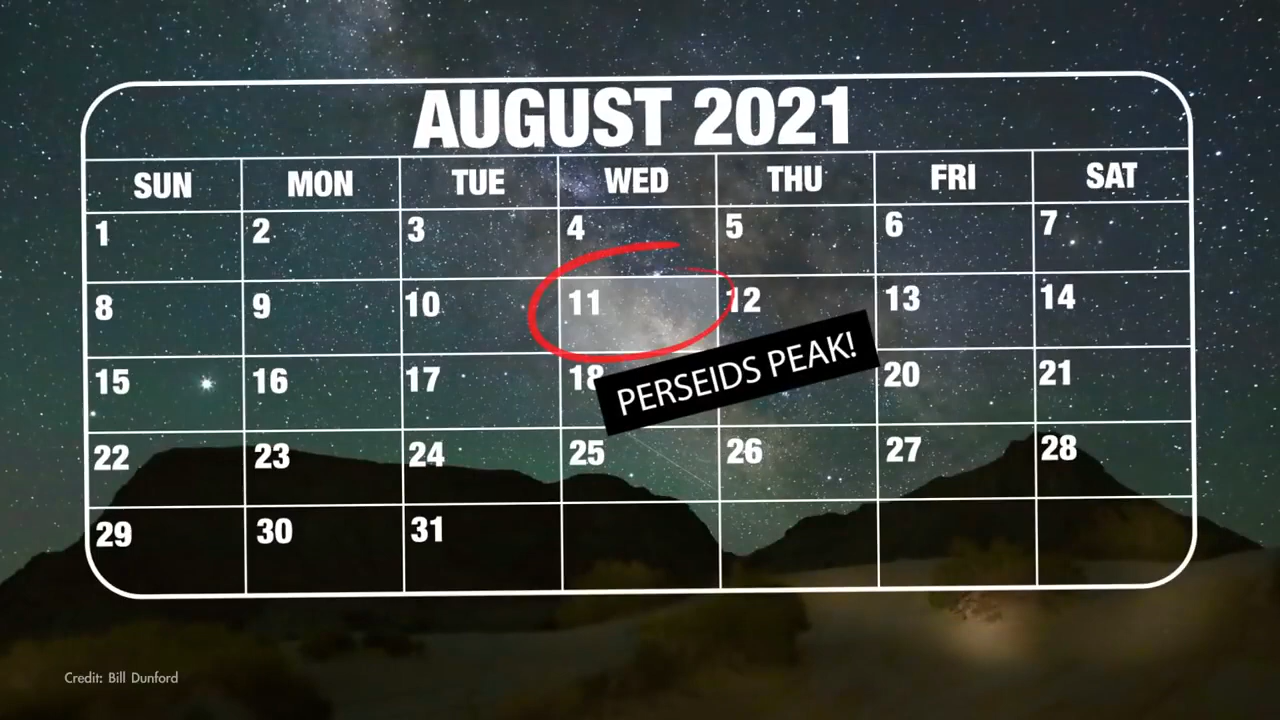 AUGUST 2021
SUN MON TUE WED THU FRI SAT
1 2 3 4 5 6 7
8 9 10 11 12 13 14
15 16 17 18 20 21
PERSEIDS PEAK!
22 23 24 25 26 27 28
29 30 31
Credit: Bill Dunford